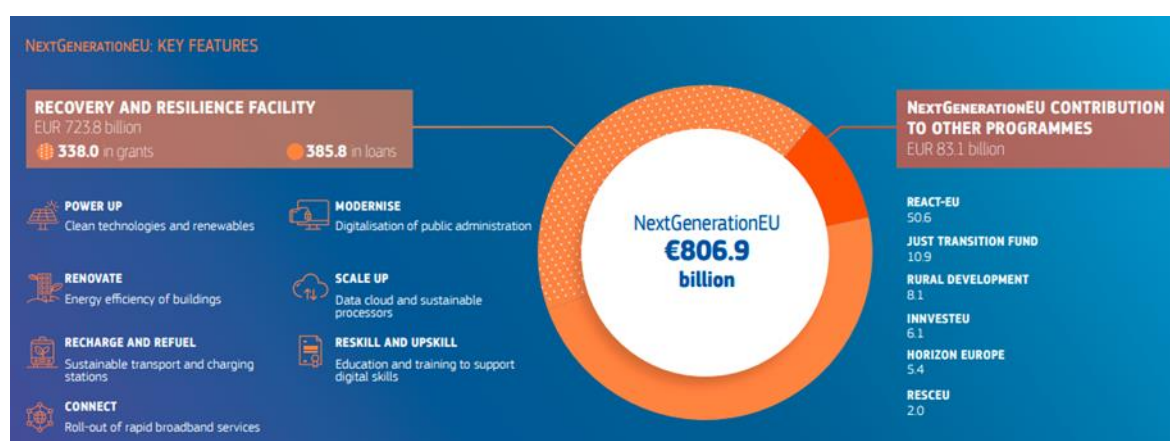 NEXTGENERATIONEU: KEY FEATURES
RECOVERY AND RESILIENCE FACILITY
EUR 723.8 billion
338.0 in grants
385.8 in loans
POWER UP
Clean technologies and renewables
MODERNISE
Digitalisation of public administration
RENOVATE
Energy efficiency of buildings
SCALE UP
Data cloud and sustainable
processors
RECHARGE AND REFUEL
Sustainable transport and charging
stations
RESKILL AND UPSKILL
Education and training to support
digital skills
CONNECT
Roll-out of rapid broadband services
NextGenerationEU
€806.9
billion
NEXTGENERATIONEU CONTRIBUTION
TO OTHER PROGRAMMES
EUR 83.1 billion
REACT-EU
50.6
JUST TRANSITION FUND
10.9
RURAL DEVELOPMENT
8.1
INNVESTEU
6.1
HORIZON EUROPE
5.4
RESCEU
2.0